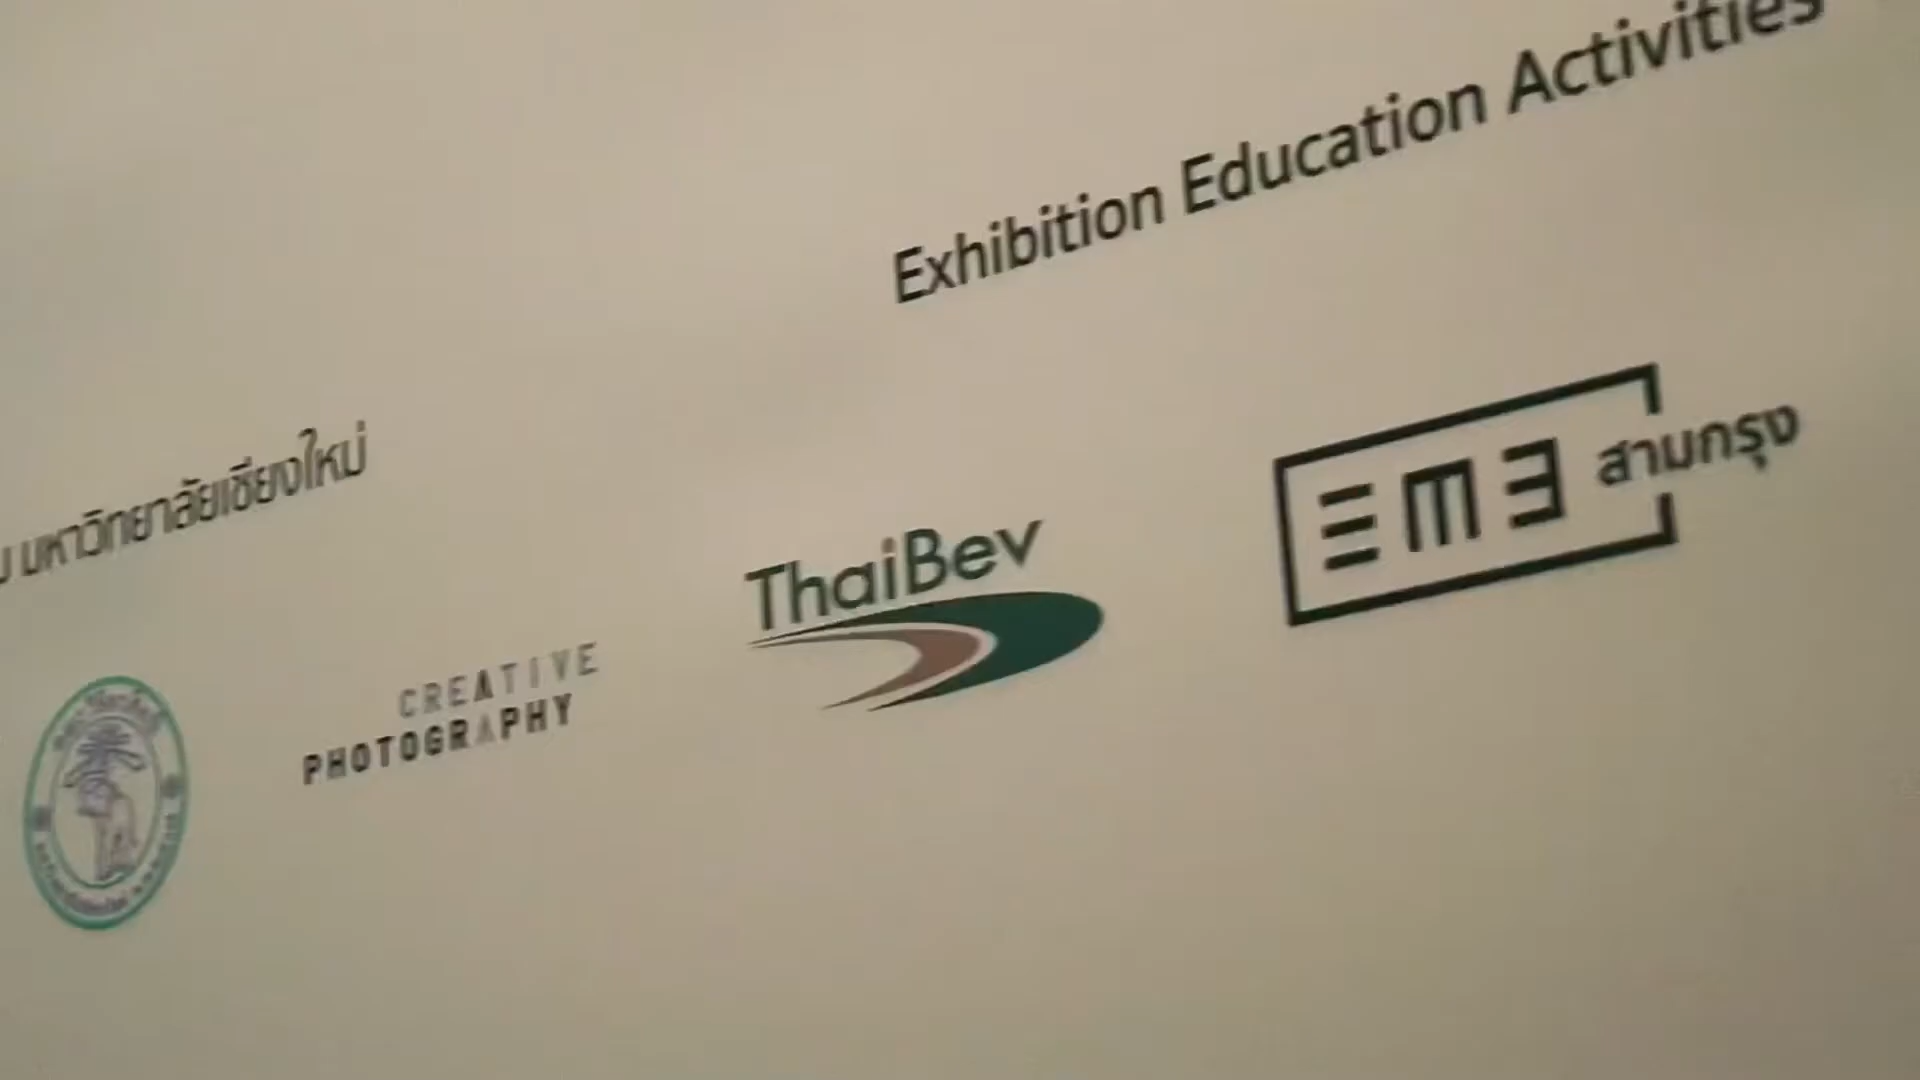 Exhibition Education Activities
มหาวิทยาลัยเชียงใหม่
CREATIVE
PHOTOGRAPHY
ThaiBev
สามกรุง